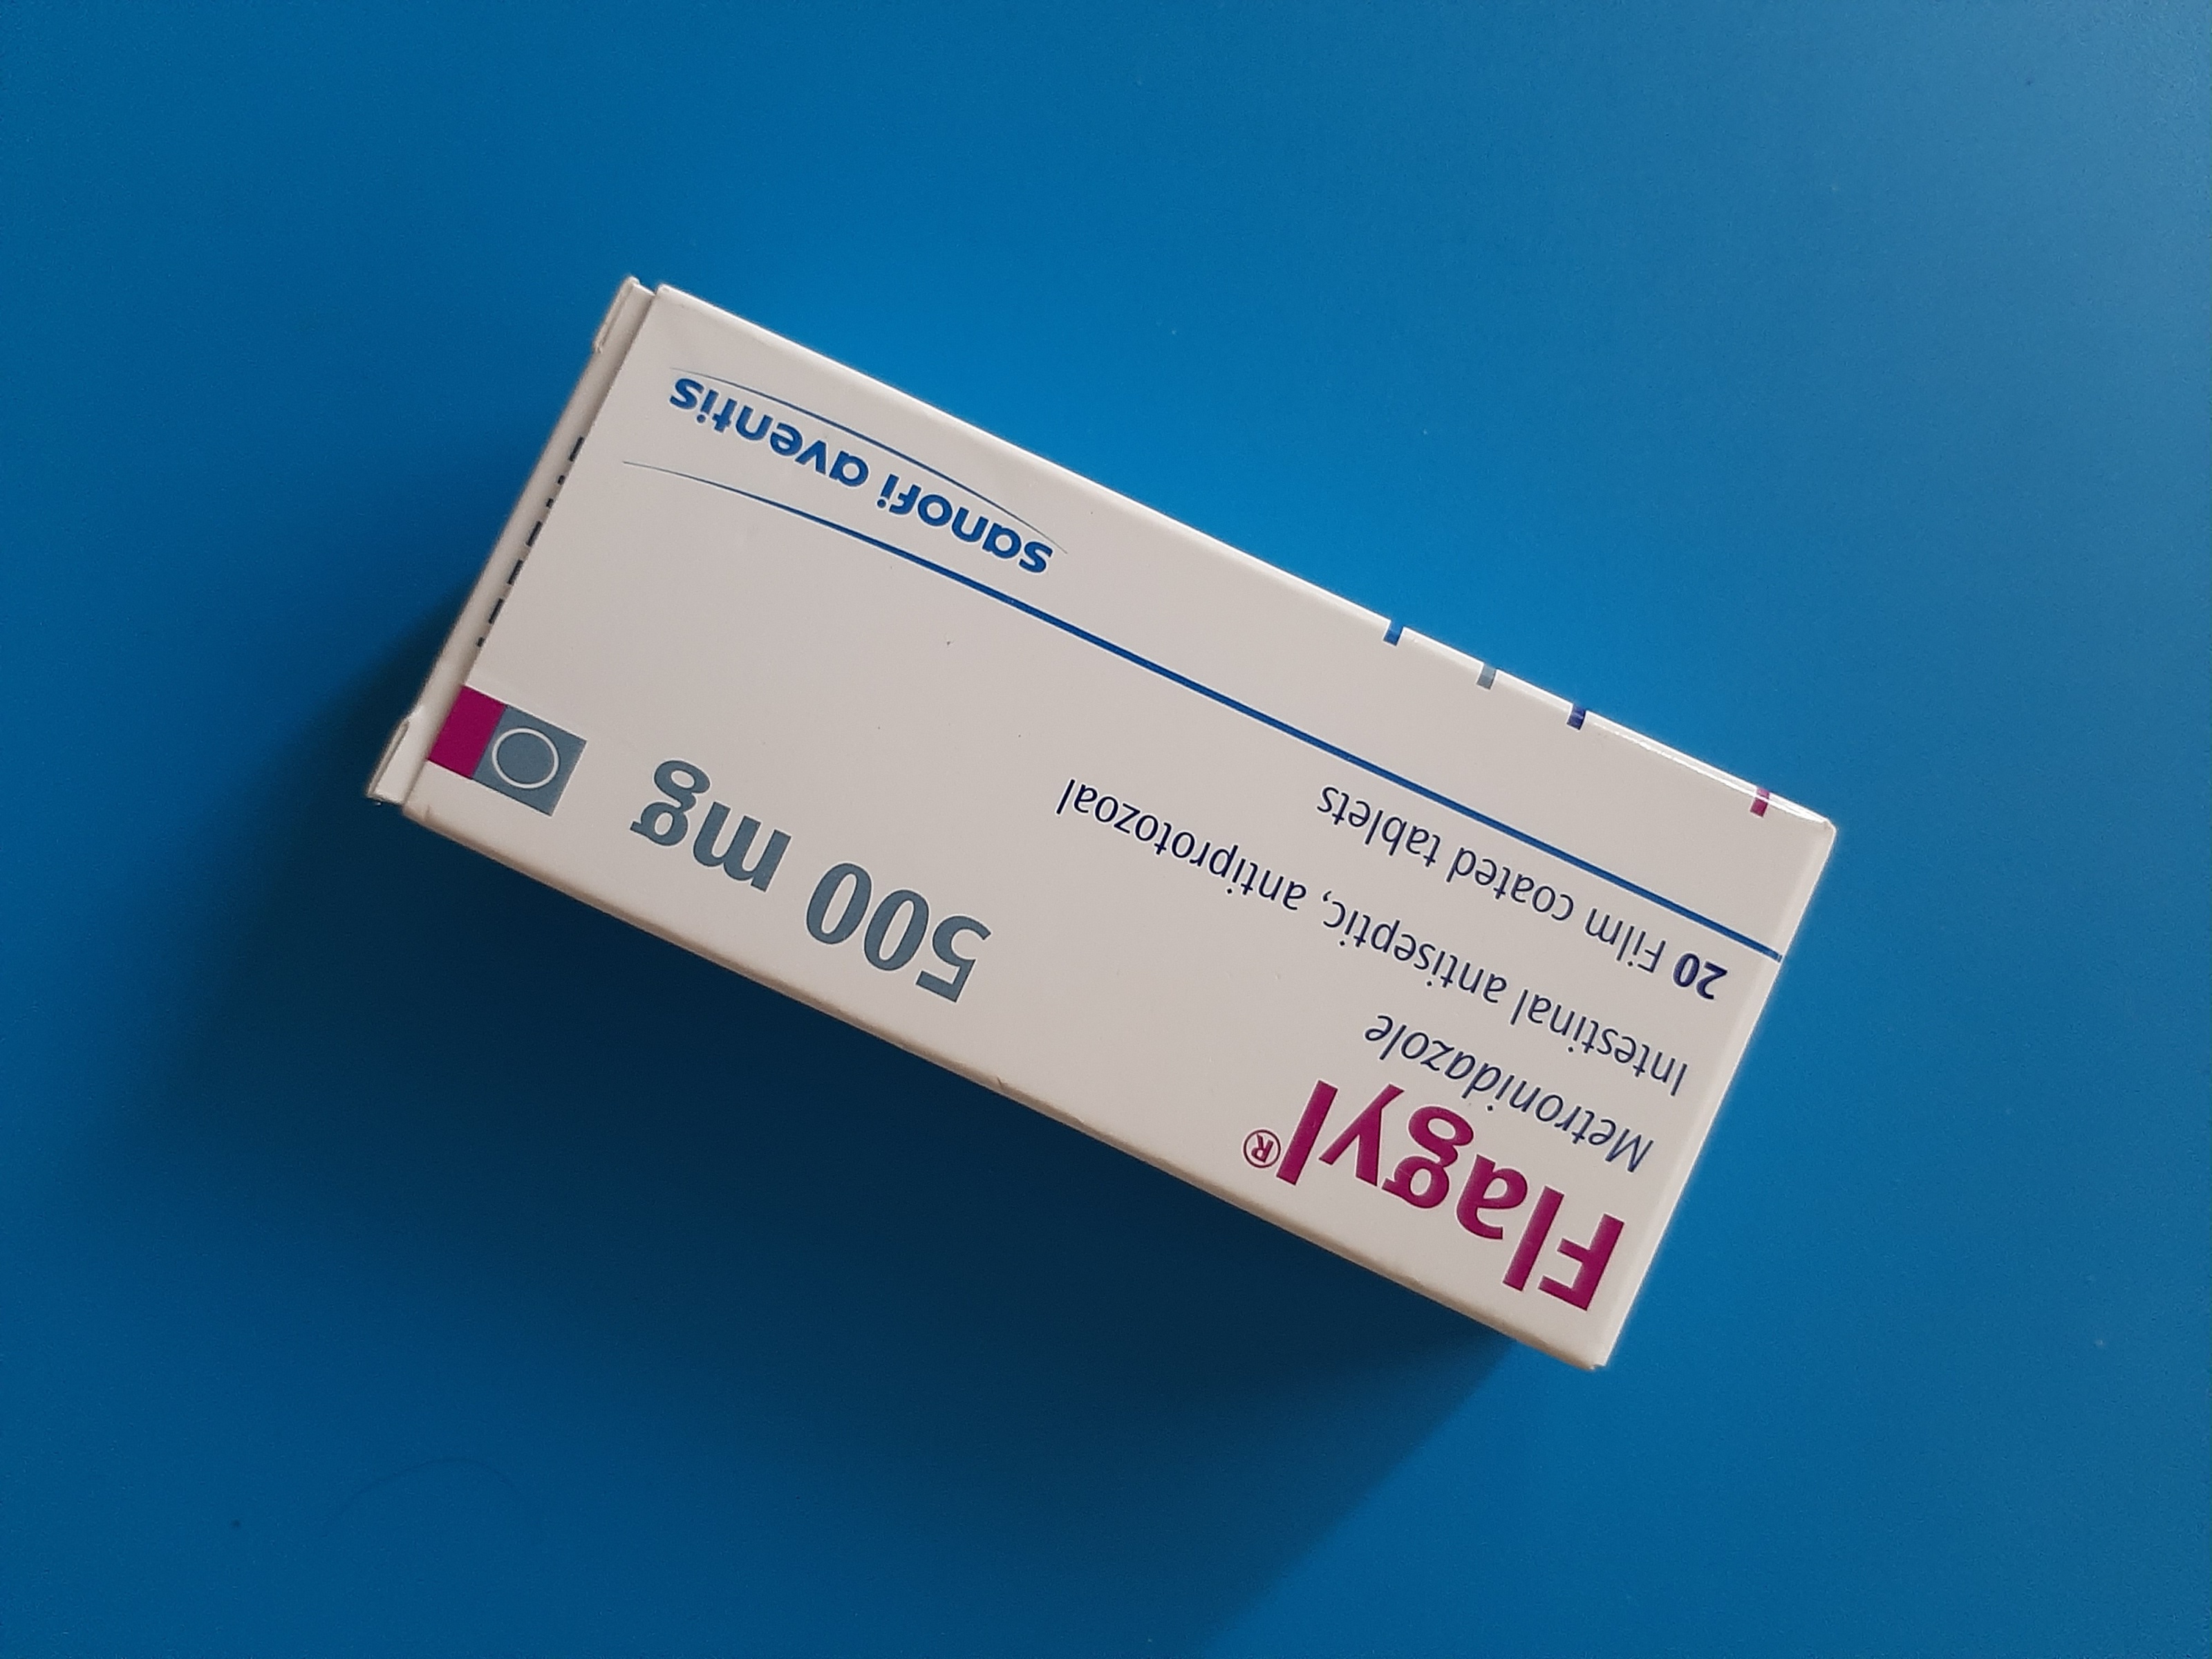 Flagyl®
Metronidazole
500 mg
Intestinal antiseptic, antiprotozoal
20 Film coated tablets
sanofi aventis